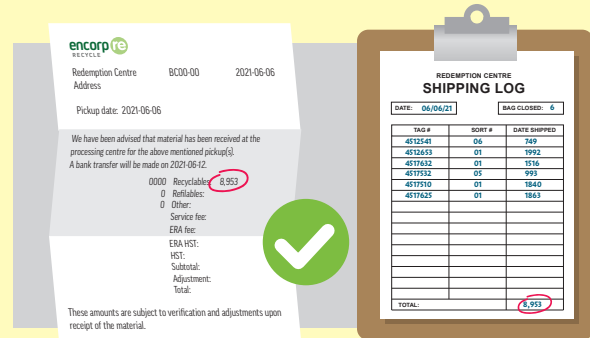 encorp re
RECYCLE
Redemption Centre BC00-00 2021-06-06
Address
Pickup date: 2021-06-06
We have been advised that material has been received at the
processing centre for the above mentioned pickup(s).
A bank transfer will be made on 2021-06-12.
0000 Recyclables: 8,953
0 Refilables:
0 Other:
Service fee:
ERA fee:
ERA HST:
HST:
Subtotal:
Adjustment:
Total:
These amounts are subject to verification and adjustments upon
receipt of the material.
REDEMPTION CENTRE
SHIPPING LOG
DATE: 06/06/21 BAG CLOSED: 6
TAG # SORT # DATE SHIPPED
4512541 06 749
4512653 01 1992
4517632 01 1516
4517532 05 993
4517510 01 1840
4517625 01 1863
TOTAL: 8,953